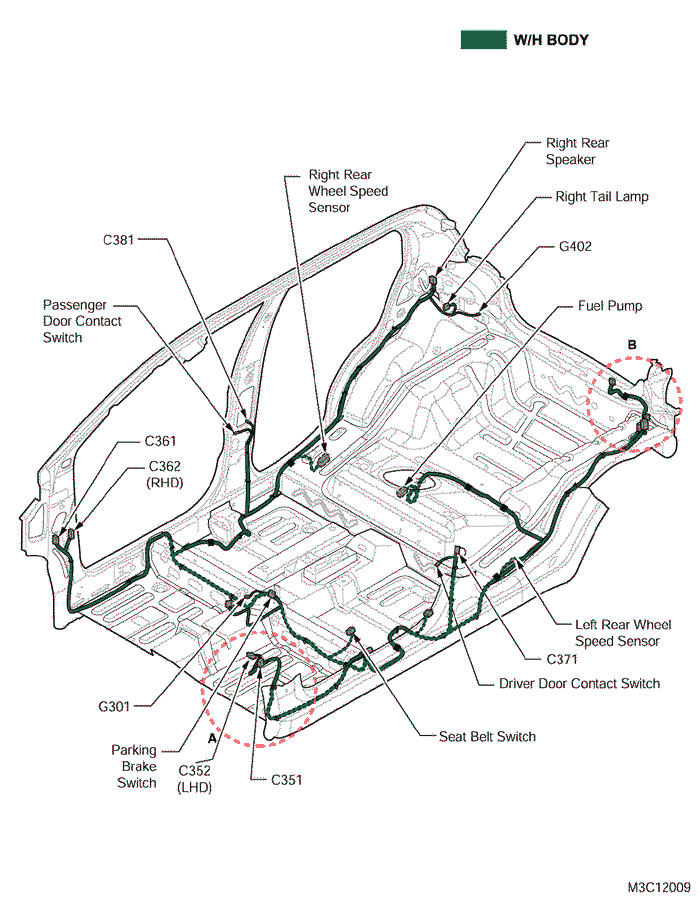 W/H BODY
Right Rear
Speaker
Right Rear
Wheel Speed
Sensor
Right Tail Lamp
C381
G402
Passenger
Door Contact
Switch
Fuel Pump
B
C361
C362
(RHD)
Left Rear Wheel
Speed Sensor
C371
Driver Door Contact Switch
G301
A
Seat Belt Switch
Parking
Brake
Switch
C352
(LHD)
C351
M3C12009